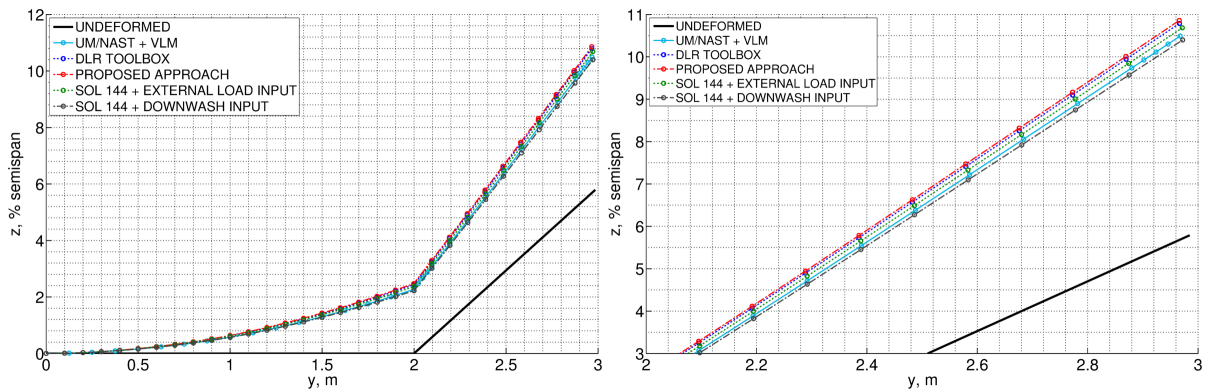 12
10
8
6
4
2
0
z, % semispan
UNDEFORMED
UM/NAST + VLM
DLR TOOLBOX
PROPOSED APPROACH
SOL 144 + EXTERNAL LOAD INPUT
SOL 144 + DOWNWASH INPUT
0 0.5 1 1.5 2 2.5 3
y, m
11
10
9
8
7
6
5
4
3
z, % semispan
UNDEFORMED
UM/NAST + VLM
DLR TOOLBOX
PROPOSED APPROACH
SOL 144 + EXTERNAL LOAD INPUT
SOL 144 + DOWNWASH INPUT
2 2.2 2.4 2.6 2.8 3
y, m